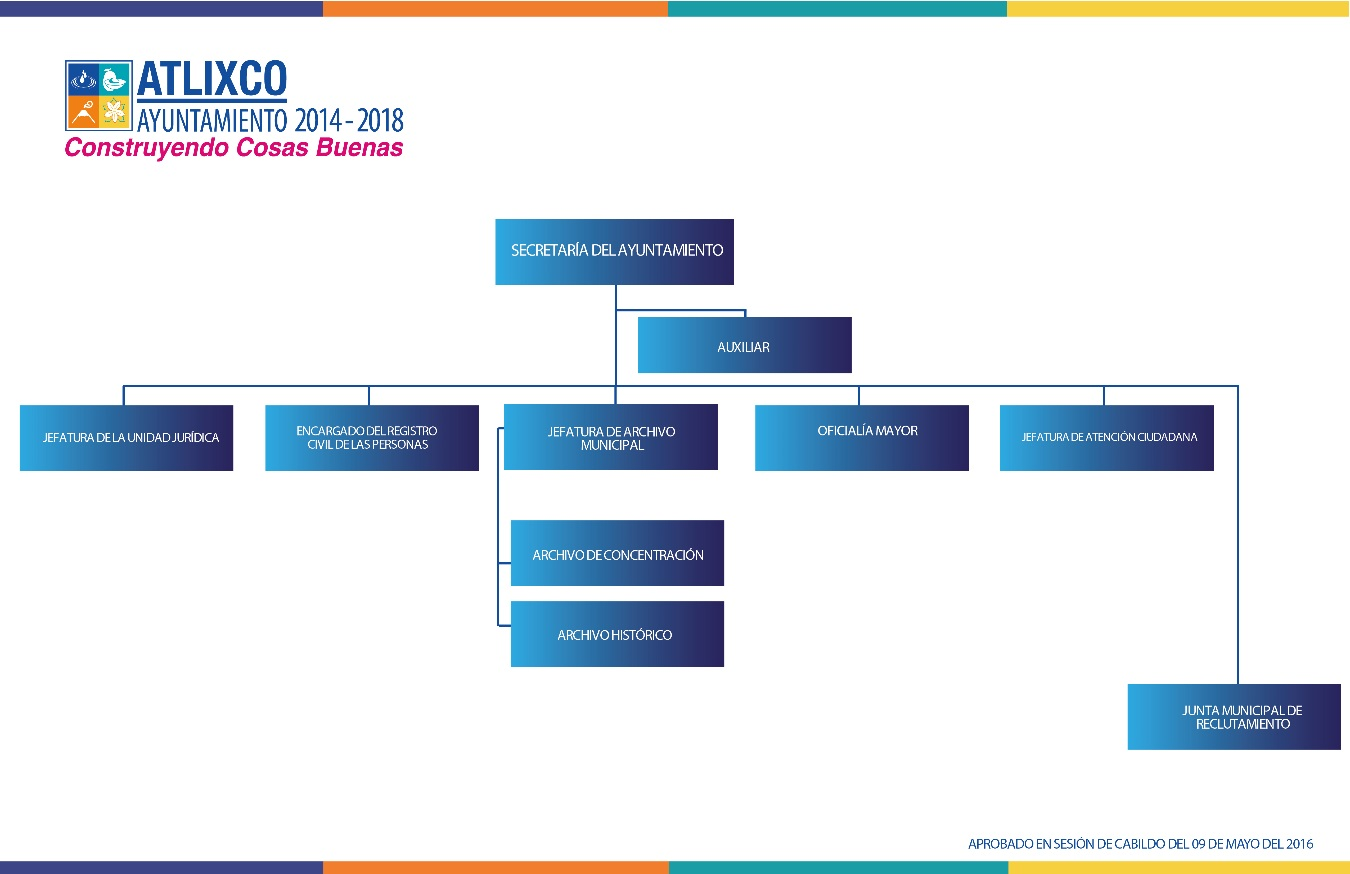 ATLIXCO
AYUNTAMIENTO 2014-2018
Construyendo Cosas Buenas
SECRETARÍA DEL AYUNTAMIENTO
AUXILIAR
JEFATURA DE LA UNIDAD JURÍDICA
ENCARGADO DEL REGISTRO
CIVIL DE LAS PERSONAS
JEFATURA DE ARCHIVO
MUNICIPAL
OFICIALÍA MAYOR
JEFATURA DE ATENCIÓN CIUDADANA
ARCHIVO DE CONCENTRACIÓN
ARCHIVO HISTÓRICO
JUNTA MUNICIPAL DE
RECLUTAMIENTO
APROBADO EN SESIÓN DE CABILDO DEL 09 DE MAYO DEL 2016